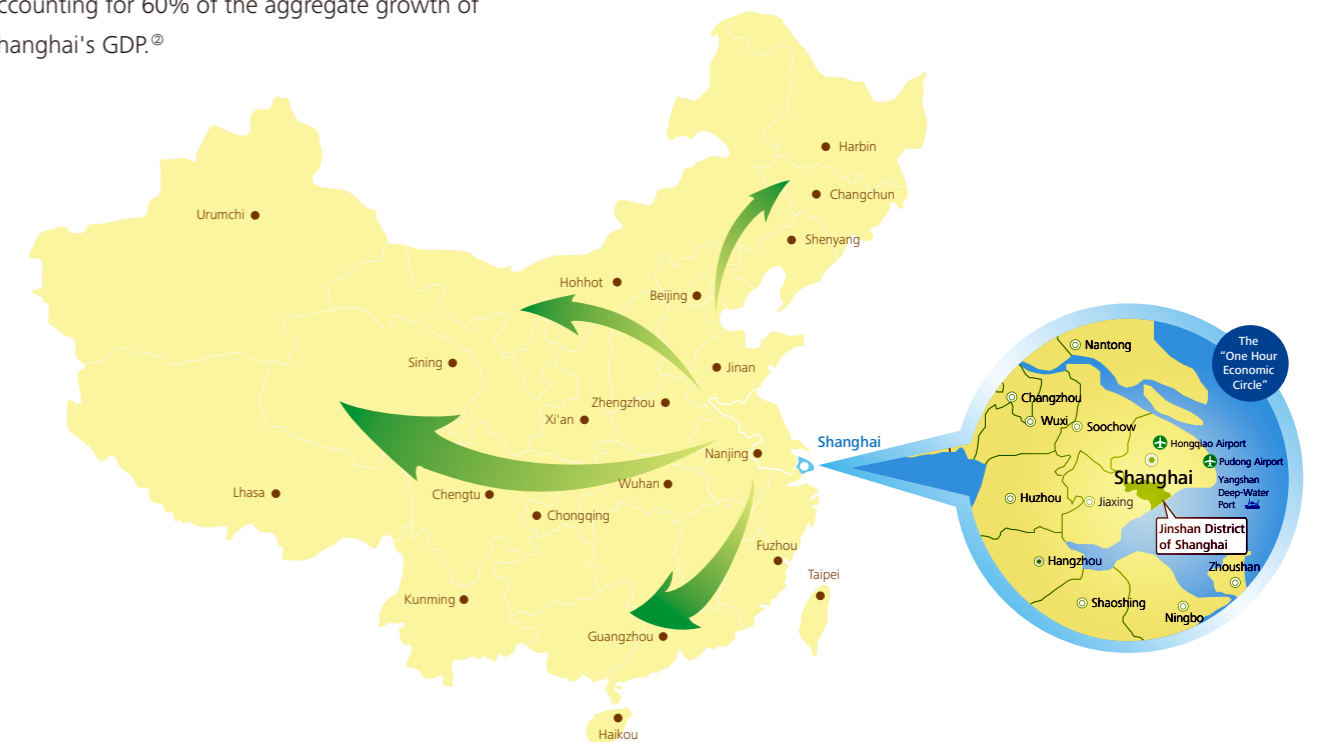 ccounting for 60% of the aggregate growth of
hanghai's GDP.②
Harbin
Changchun
Urumchi
Shenyang
Hohhot
Beijing
Sining
Jinan
Zhengzhou
Xi'an
Shanghai
Nanjing
Lhasa
Chengtu
Wuhan
Chongqing
Fuzhou
Taipei
Kunming
Guangzhou
Haikou
The
“One Hour
Economic
Circle”
Nantong
Changzhou
Wuxi
Soochow
Hongqiao Airport
Pudong Airport
Shanghai
Yangshan
Deep-Water
Port
Huzhou
Jiaxing
Jinshan District
of Shanghai
Hangzhou
Zhoushan
Shaoshing
Ningbo